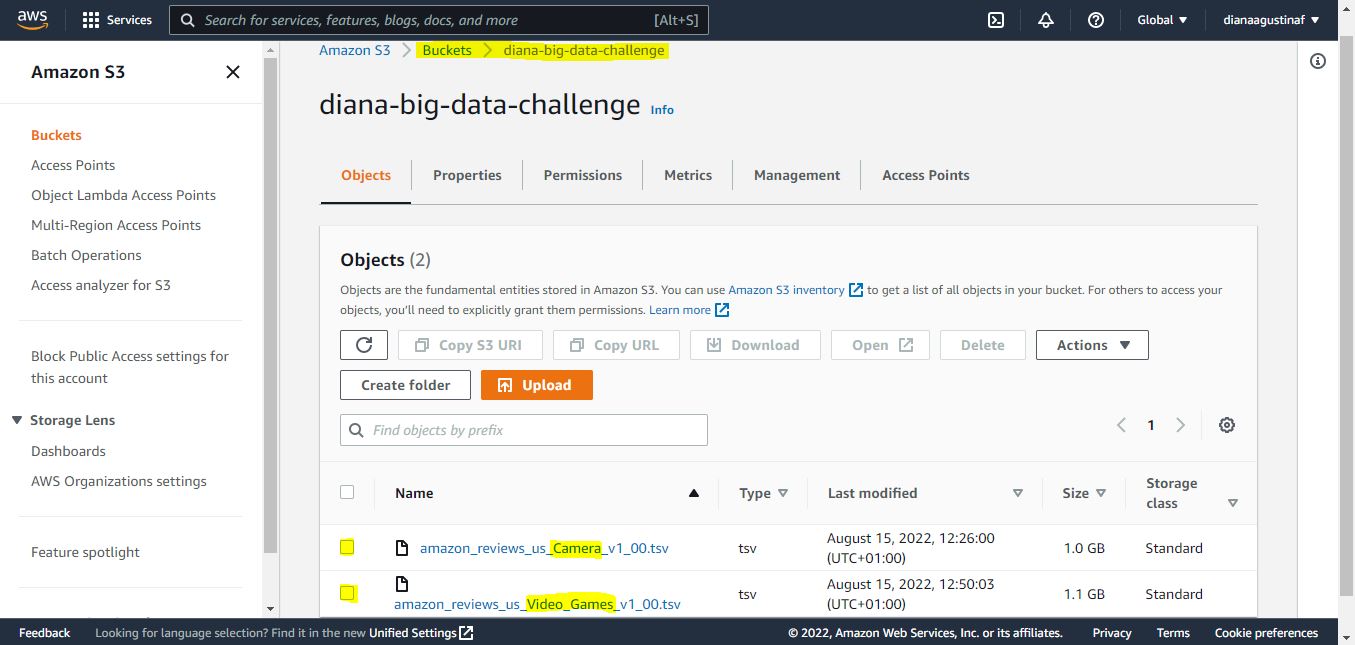 aws
Services
Search for services, features, blogs, docs, and more [Alt+S]
Global
dianaagustinaf
Amazon S3
Buckets
Access Points
Object Lambda Access Points
Multi-Region Access Points
Batch Operations
Access analyzer for S3
Block Public Access settings for
this account
Storage Lens
Dashboards
AWS Organizations settings
Feature spotlight
Amazon S3 Buckets diana-big-data-challenge
diana-big-data-challenge Info
Objects Properties Permissions Metrics Management Access Points
Objects (2)
Objects are the fundamental entities stored in Amazon S3. You can use Amazon S3 inventory to get a list of all objects in your bucket. For others to access your
objects, you'll need to explicitly grant them permissions. Learn more
Copy S3 URI Copy URL Download Open Delete Actions
Create folder Upload
Find objects by prefix
1
Name Type Last modified Size Storage
class
amazon_reviews_us_Camera_v1_00.tsv tsv August 15, 2022, 12:26:00
(UTC+01:00) 1.0 GB Standard
amazon_reviews_us_Video_Games_v1_00.tsv tsv August 15, 2022, 12:50:03
(UTC+01:00) 1.1 GB Standard
Feedback Looking for language selection? Find it in the new Unified Settings © 2022, Amazon Web Services, Inc. or its affiliates. Privacy Terms Cookie preferences